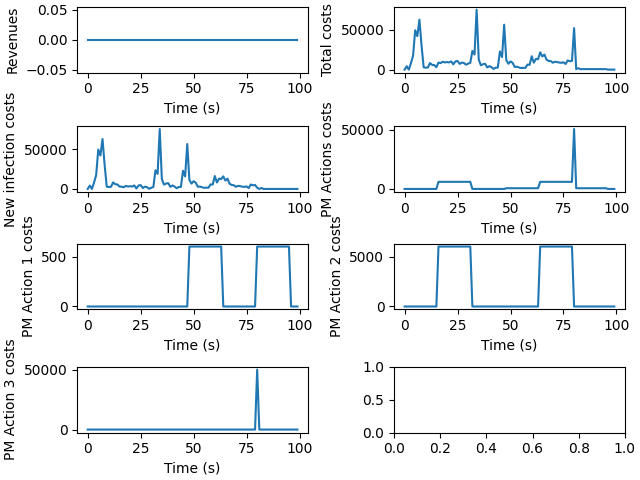 Revenues
0.05
0.00
−0.05
0 25 50 75 100
Time (s)
Total costs
50000
0
0 25 50 75 100
Time (s)
New infection costs
50000
0
0 25 50 75 100
Time (s)
PM Actions costs
50000
0
0 25 50 75 100
Time (s)
PM Action 1 costs
500
0
0 25 50 75 100
Time (s)
PM Action 2 costs
5000
0
0 25 50 75 100
Time (s)
PM Action 3 costs
50000
0
0 25 50 75 100
Time (s)
1.0
0.5
0.0
0.0 0.2 0.4 0.6 0.8 1.0